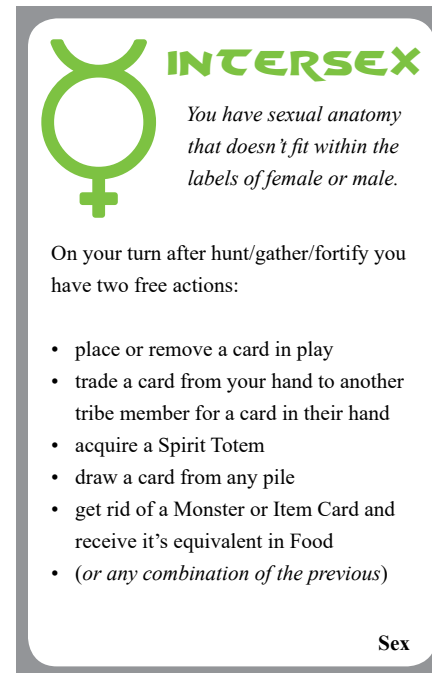 INTERSEX
You have sexual anatomy
that doesn't fit within the
labels of female or male.
On your turn after hunt/gather/fortify you
have two free actions:
• place or remove a card in play
• trade a card from your hand to another
tribe member for a card in their hand
• acquire a Spirit Totem
• draw a card from any pile
• get rid of a Monster or Item Card and
receive it's equivalent in Food
• (or any combination of the previous)
Sex